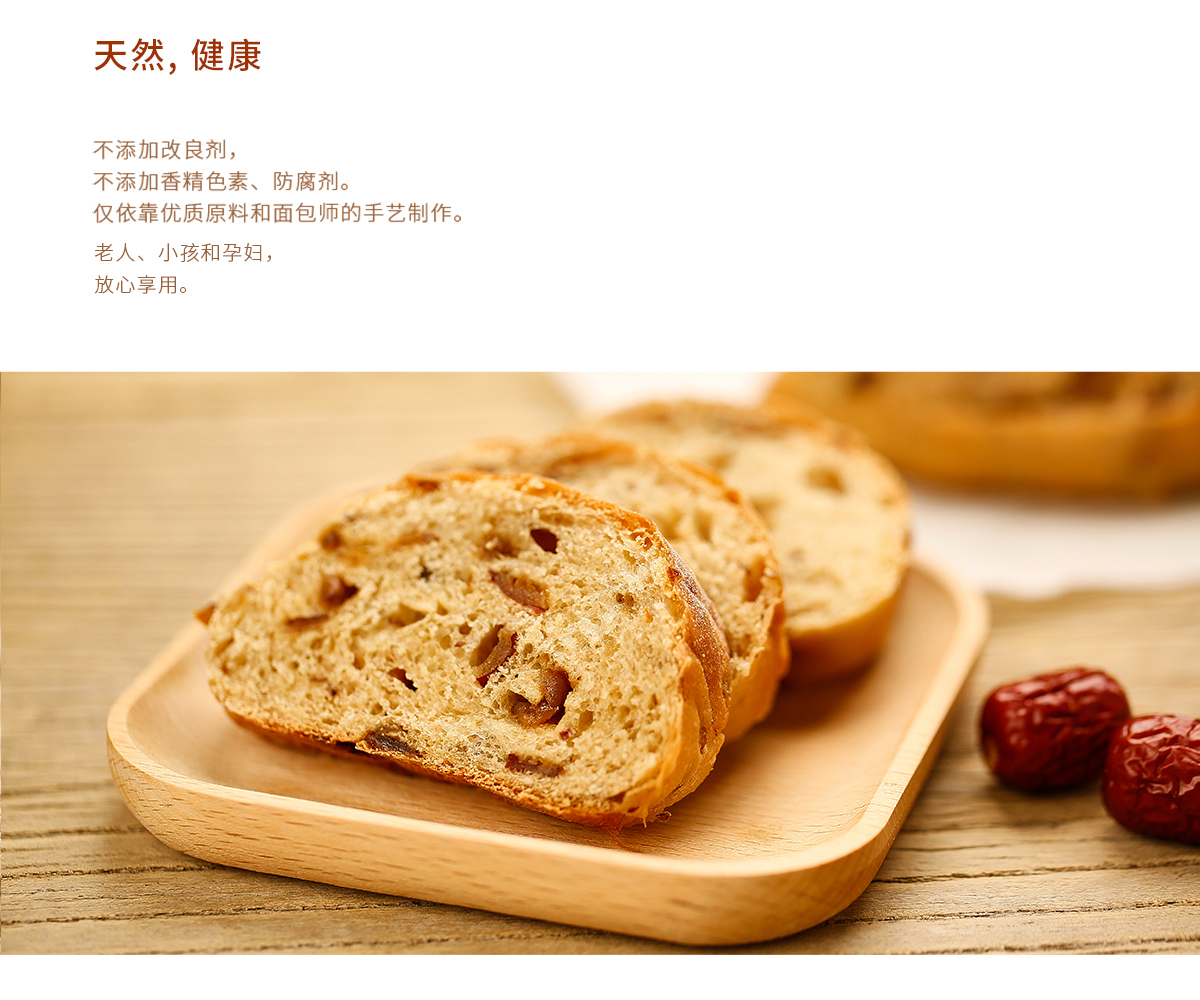 天然, 健康
不添加改良剂，
不添加香精色素、防腐剂。
仅依靠优质原料和面包师的手艺制作。
老人、小孩和孕妇，
放心享用。